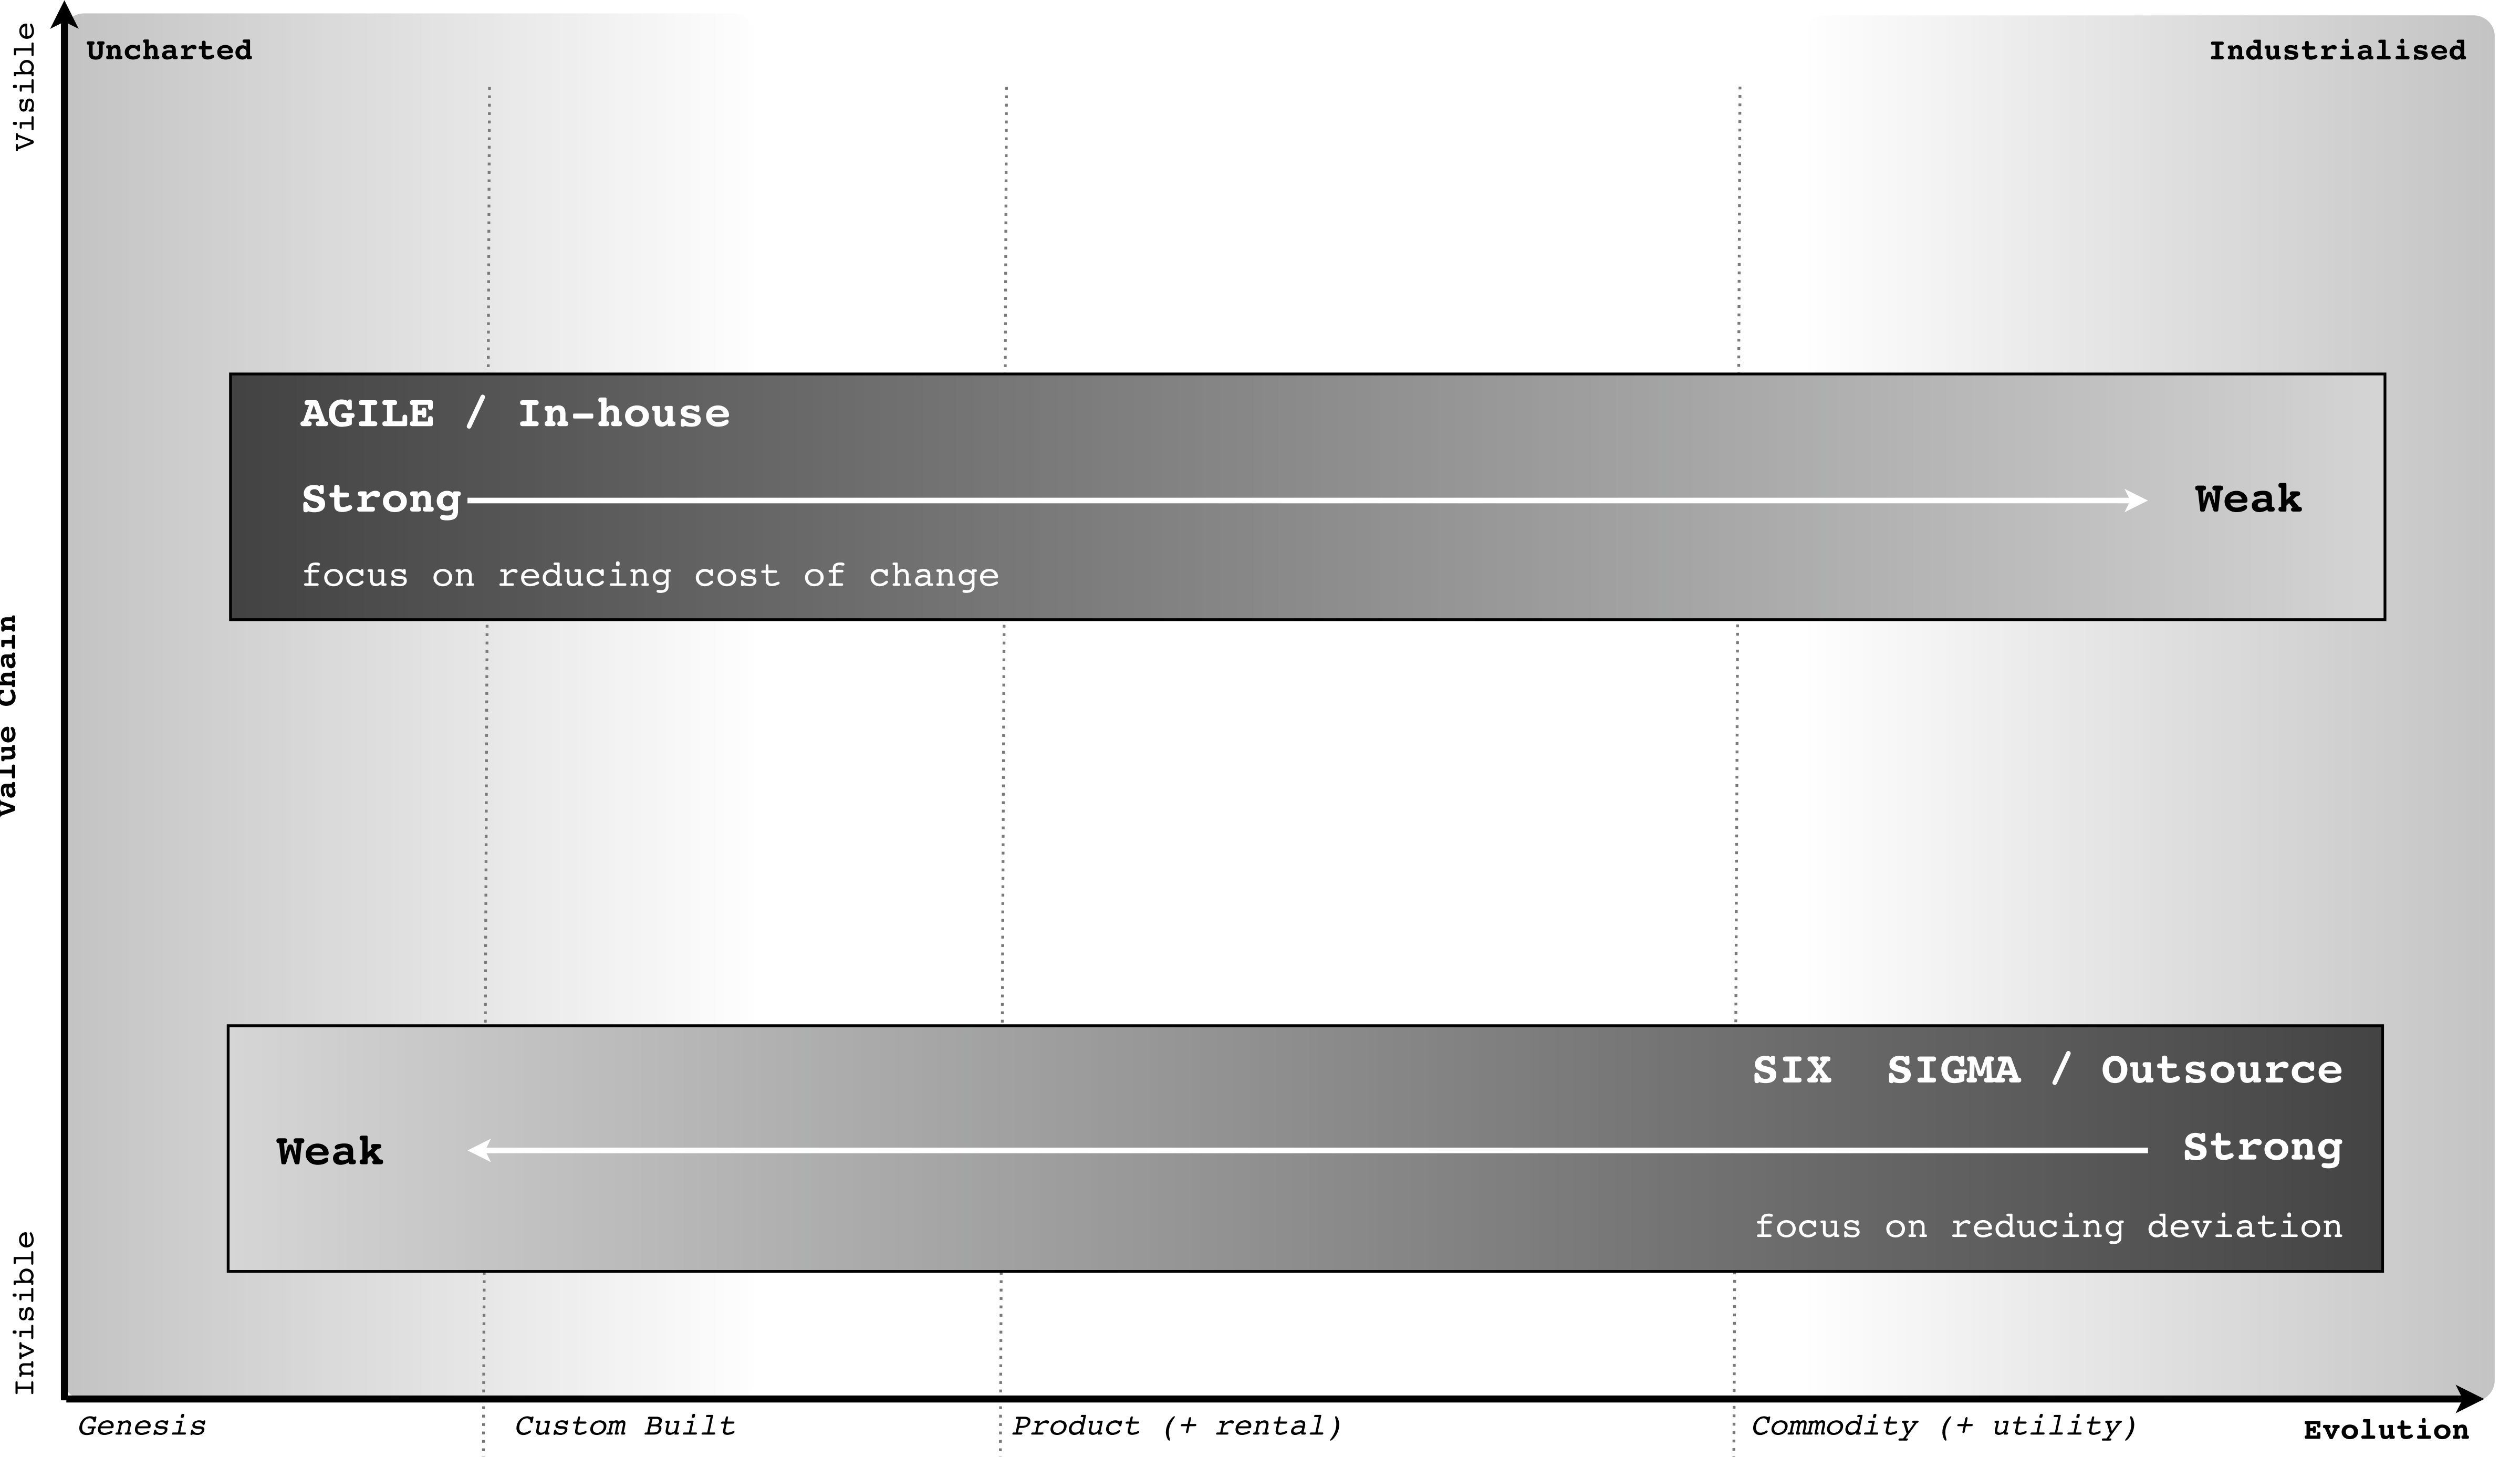 Visible
Uncharted
Industrialised
AGILE / In-house
Strong
Weak
focus on reducing cost of change
Value Chain
SIX SIGMA / Outsource
Weak
Strong
focus on reducing deviation
Invisible
Genesis
Custom Built
Product (+ rental)
Commodity (+ utility)
Evolution